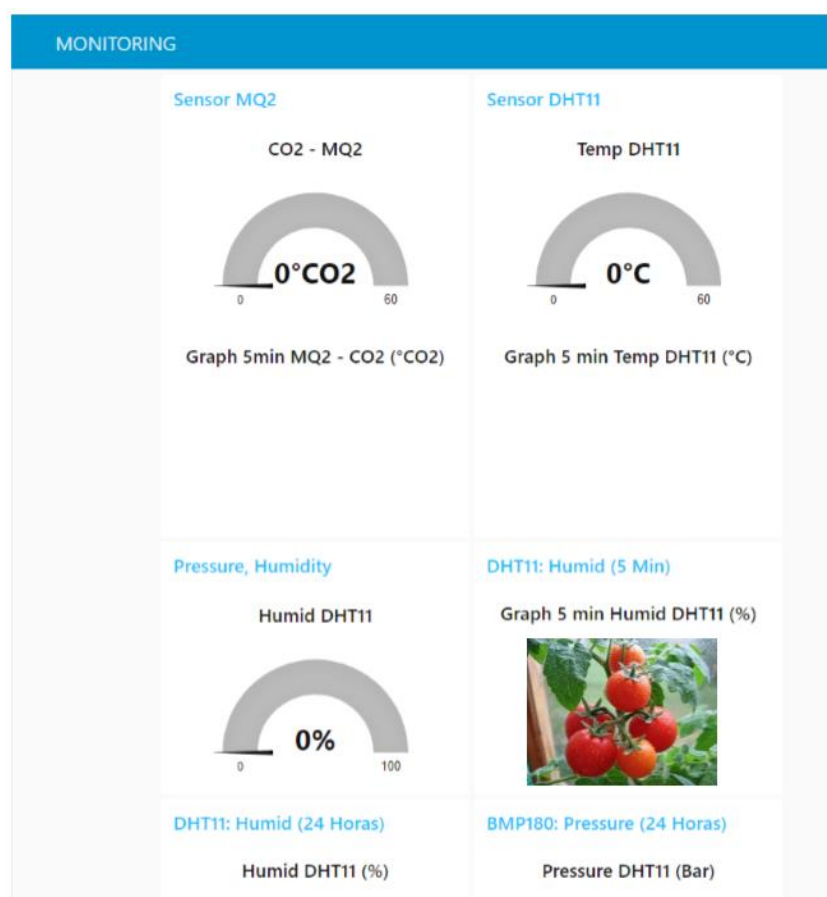 MONITORING
Sensor MQ2
CO2 - MQ2
0°CO2
0
60
Graph 5min MQ2 - CO2 (°CO2)
Sensor DHT11
Temp DHT11
0°C
0
60
Graph 5 min Temp DHT11 (°C)
Pressure, Humidity
Humid DHT11
0%
0
100
DHT11: Humid (5 Min)
Graph 5 min Humid DHT11 (%)
DHT11: Humid (24 Horas)
Humid DHT11 (%)
BMP180: Pressure (24 Horas)
Pressure DHT11 (Bar)